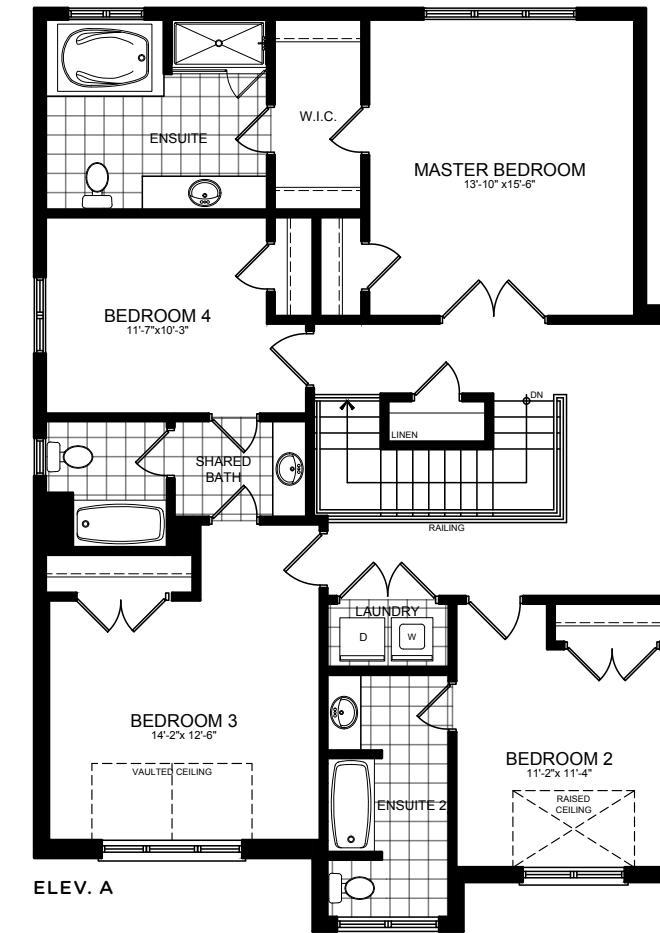 ENSUITE
W.I.C.
MASTER BEDROOM
13'-10" x15'-6"
BEDROOM 4
11'-7"x10'-3"
DN
LINEN
SHARED
BATH
RAILING
LAUNDRY
D
W
BEDROOM 3
14'-2"x 12'-6"
VAULTED CEILING
BEDROOM 2
11'-2"x 11'-4"
RAISED
CEILING
ENSUITE 2
ELEV. A